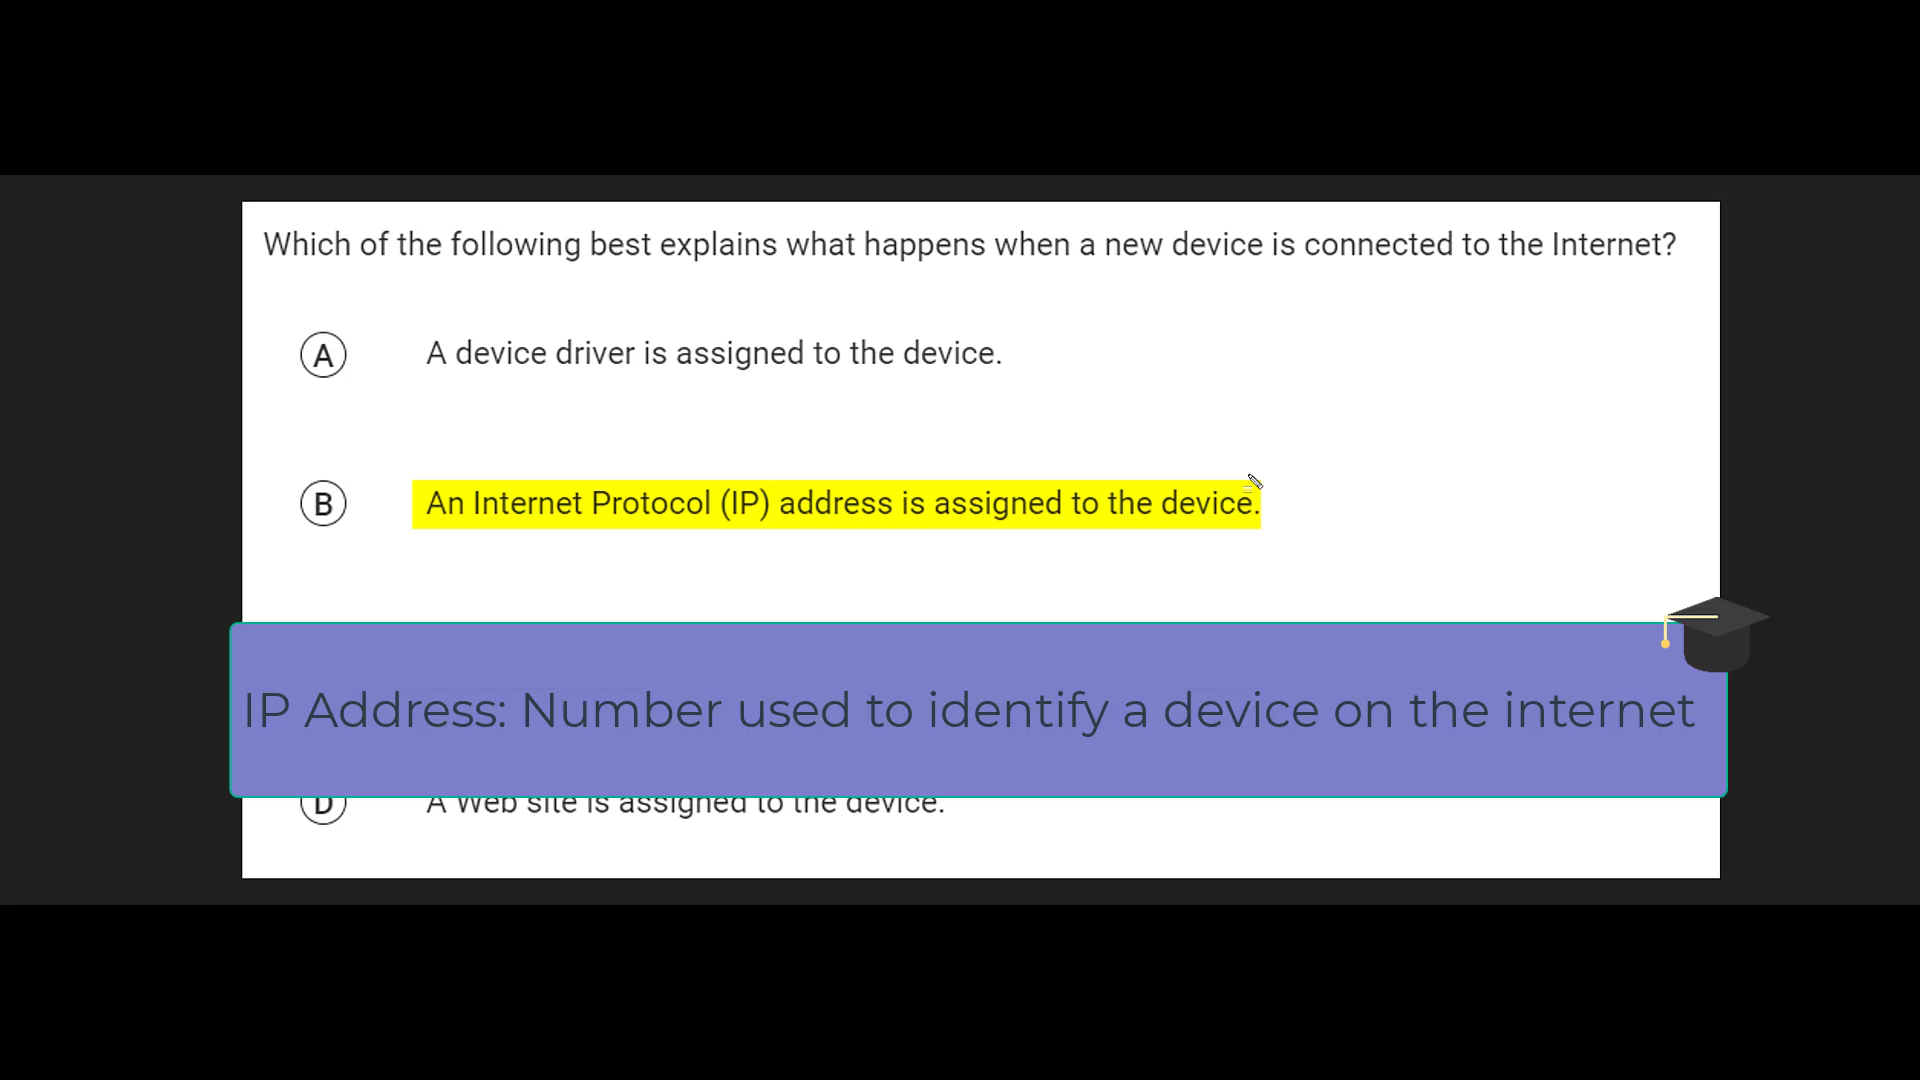 Which of the following best explains what happens when a new device is connected to the Internet?
A A device driver is assigned to the device.
B An Internet Protocol (IP) address is assigned to the device.
IP Address: Number used to identify a device on the internet
D A Web site is assigned to the device.